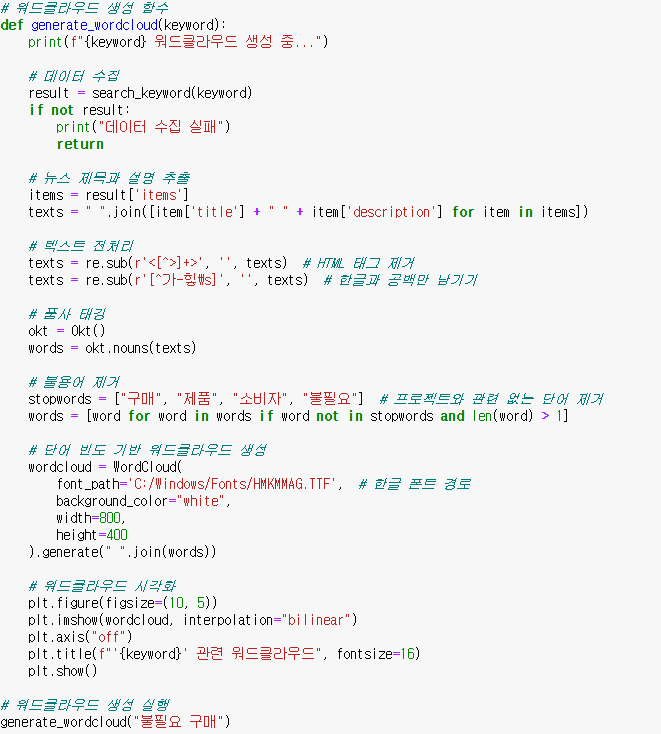 # 워드클라우드 생성 함수
def generate_wordcloud(keyword):
    print(f"{keyword} 워드클라우드 생성 중...")

    # 데이터 수집
    result = search_keyword(keyword)
    if not result:
        print("데이터 수집 실패")
        return

    # 뉴스 제목과 설명 추출
    items = result['items']
    texts = " ".join([item['title'] + " " + item['description'] for item in items])

    # 텍스트 전처리
    texts = re.sub(r'<[^>]+>', '', texts)  # HTML 태그 제거
    texts = re.sub(r'[^가-힣₩s]', '', texts)  # 한글과 공백만 남기기

    # 품사 태깅
    okt = Okt()
    words = okt.nouns(texts)

    # 불용어 제거
    stopwords = ["구매", "제품", "소비자", "불필요"]  # 프로젝트와 관련 없는 단어 제거
    words = [word for word in words if word not in stopwords and len(word) > 1]

    # 단어 빈도 기반 워드클라우드 생성
    wordcloud = WordCloud(
        font_path='C:/Windows/Fonts/HMKMMAG.TTF',  # 한글 폰트 경로
        background_color="white",
        width=800,
        height=400
    ).generate(" ".join(words))

    # 워드클라우드 시각화
    plt.figure(figsize=(10, 5))
    plt.imshow(wordcloud, interpolation="bilinear")
    plt.axis("off")
    plt.title(f"'{keyword}' 관련 워드클라우드", fontsize=16)
    plt.show()

# 워드클라우드 생성 실행
generate_wordcloud("불필요 구매")